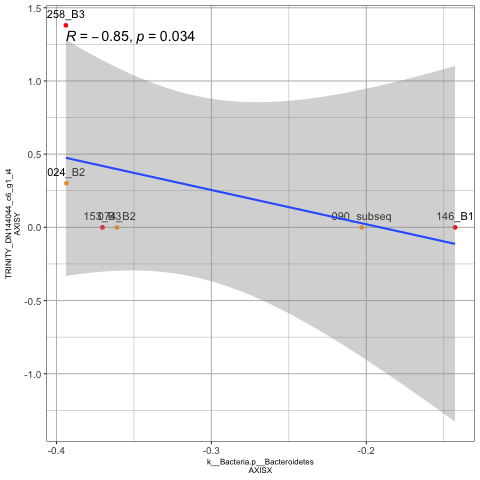 258_B3
R = − 0.85, p = 0.034
024_B2
090_subseq
146_B1
1.5
1.0
0.5
0.0
-0.5
-1.0
-0.4
-0.3
-0.2
k__Bacteria.p__Bacteroidetes
AXISX
TRINITY_DN144044_c6_g1_i4
AXISY